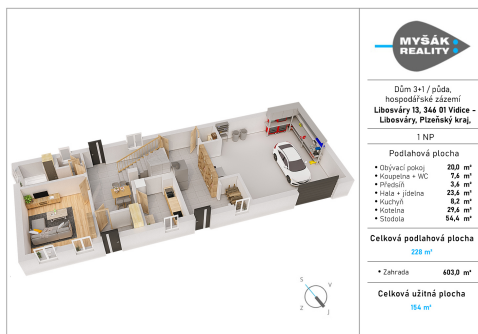 MYŠÁK
REALITY
Dům 3+1 / půda,
hospodářské zázemí
Libosváry 13, 346 01 Vidice –
Libosváry, Plzeňský kraj,
1 NP
Podlahová plocha
• Obývací pokoj 20,0 m²
• Koupelna + WC 7,6 m²
• Předsíň 3,6 m²
• Hala + jídelna 23,6 m²
• Kuchyň 8,2 m²
• Kotelna 29,6 m²
• Stodola 54,4 m²
Celková podlahová plocha
228 m²
• Zahrada 603,0 m²
Celková užitná plocha
154 m²
S
V
Z
J